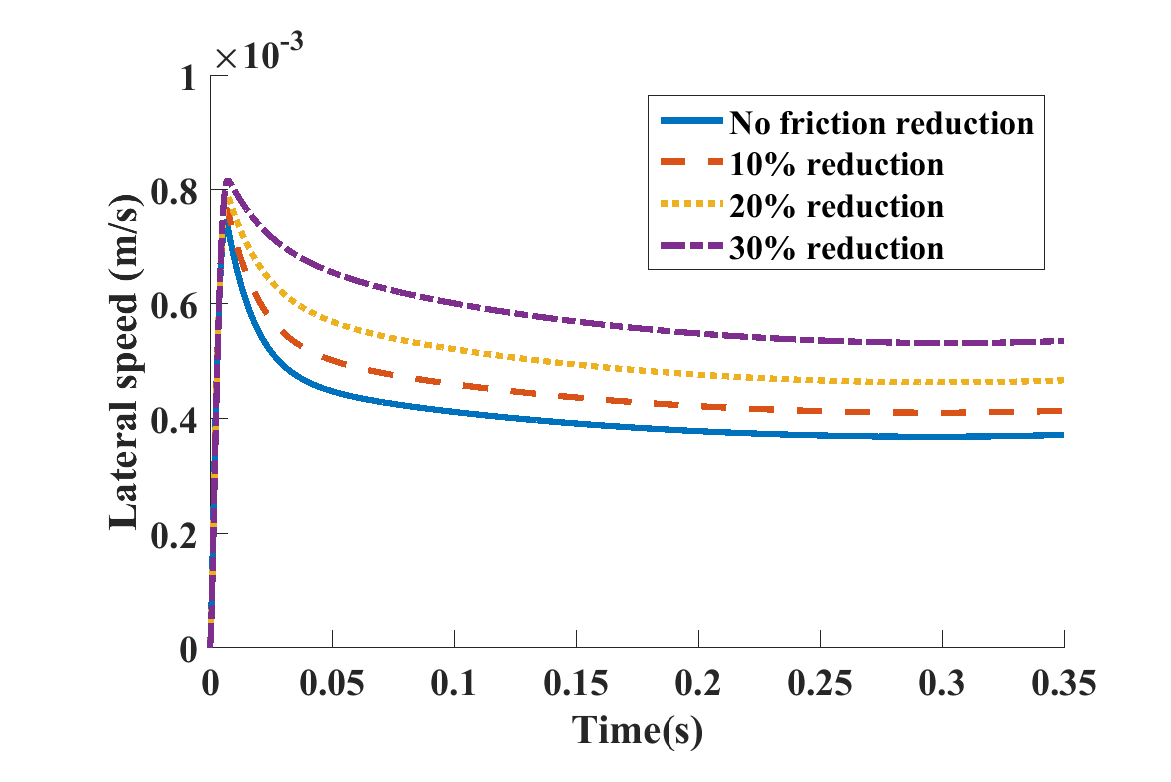 ×10-3
1
0.8
0.6
0.4
0.2
0
Lateral speed (m/s)
No friction reduction
10% reduction
20% reduction
30% reduction
0 0.05 0.1 0.15 0.2 0.25 0.3 0.35
Time(s)